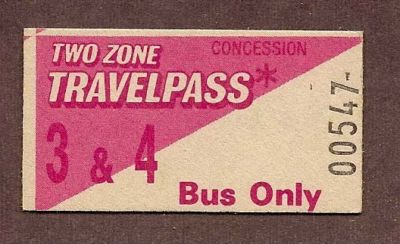 TWO ZONE
CONCESSION
TRAVELPASS*
3 & 4
Bus Only
00547-